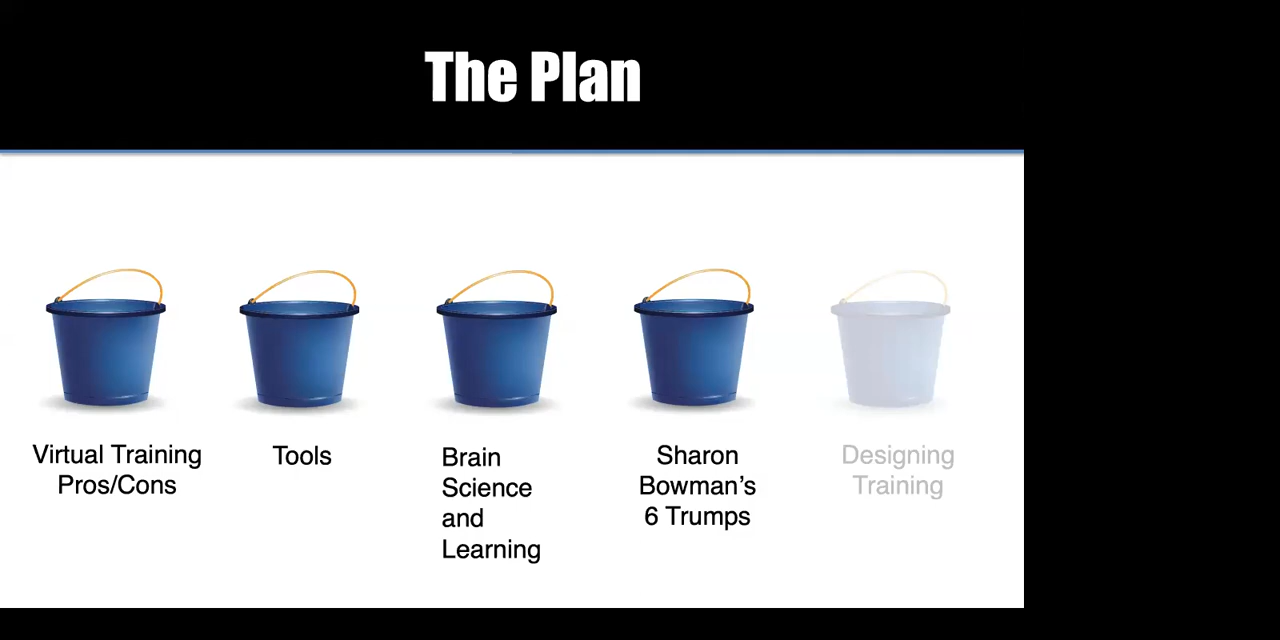 The Plan
Virtual Training
Pros/Cons
Tools
Brain
Science
and
Learning
Sharon
Bowman’s
6 Trumps
Designing
Training